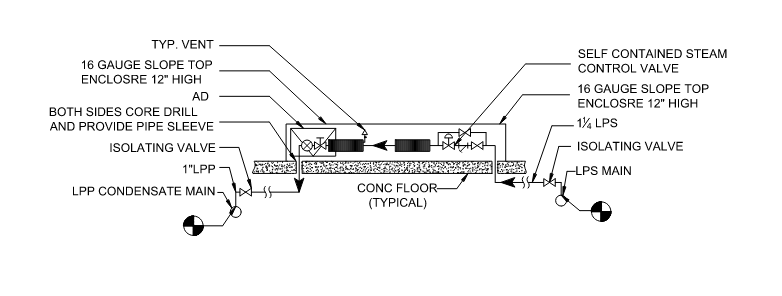 TYP. VENT
16 GAUGE SLOPE TOP
ENCLOSRE 12" HIGH
AD
BOTH SIDES CORE DRILL
AND PROVIDE PIPE SLEEVE
ISOLATING VALVE
1"LPP
LPP CONDENSATE MAIN
CONC FLOOR
(TYPICAL)
SELF CONTAINED STEAM
CONTROL VALVE
16 GAUGE SLOPE TOP
ENCLOSRE 12" HIGH
1¼ LPS
ISOLATING VALVE
LPS MAIN